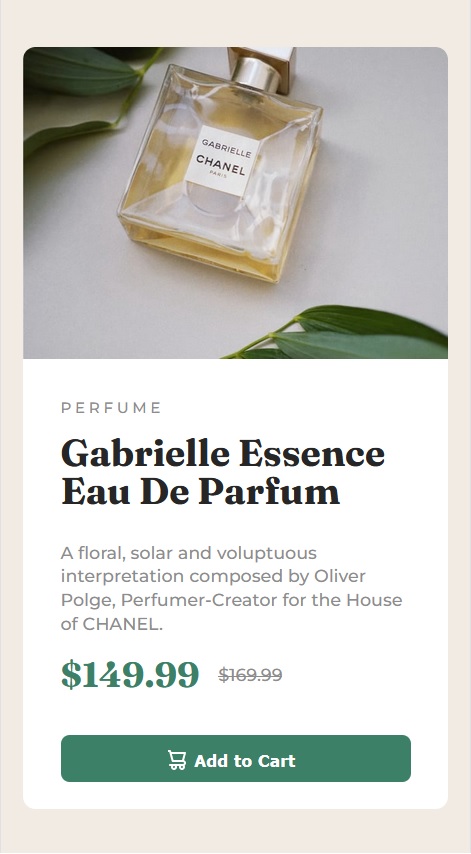 GABRIELLE
CHANEL
PARIS
PERFUME
Gabrielle Essence
Eau De Parfum
A floral, solar and voluptuous
interpretation composed by Oliver
Polge, Perfumer-Creator for the House
of CHANEL.
$149.99 $169.99
Add to Cart